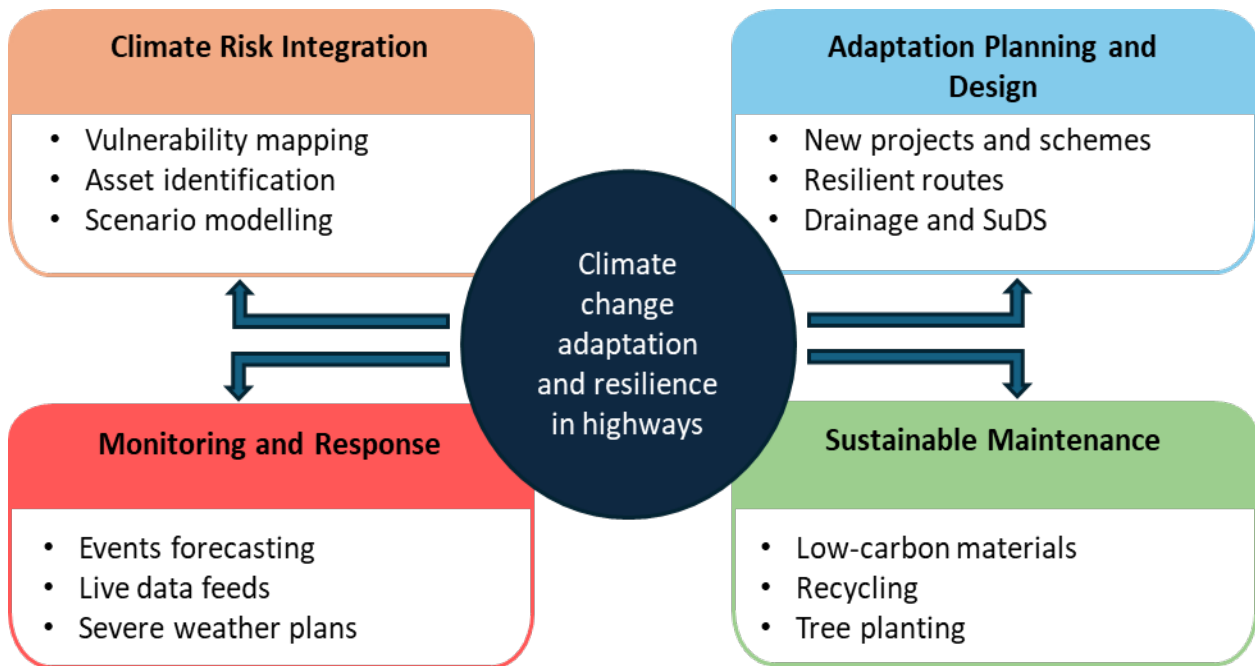 Climate Risk Integration
• Vulnerability mapping
• Asset identification
• Scenario modelling
Adaptation Planning and
Design
• New projects and schemes
• Resilient routes
• Drainage and SuDS
Climate
change
adaptation
and resilience
in highways
Monitoring and Response
• Events forecasting
• Live data feeds
• Severe weather plans
Sustainable Maintenance
• Low-carbon materials
• Recycling
• Tree planting